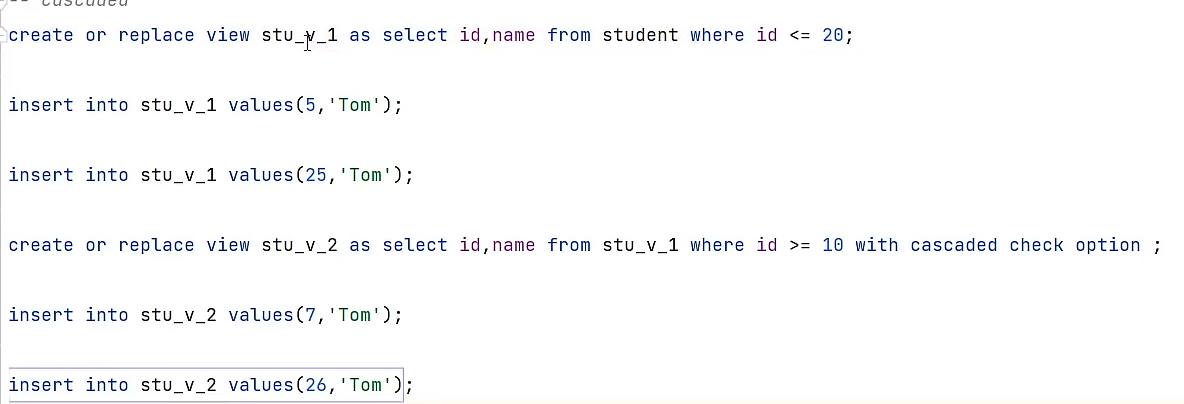 -- cascaded
create or replace view stu_v_1 as select id,name from student where id <= 20;
insert into stu_v_1 values(5,'Tom');
insert into stu_v_1 values(25,'Tom');
create or replace view stu_v_2 as select id,name from stu_v_1 where id >= 10 with cascaded check option ;
insert into stu_v_2 values(7,'Tom');
insert into stu_v_2 values(26,'Tom');